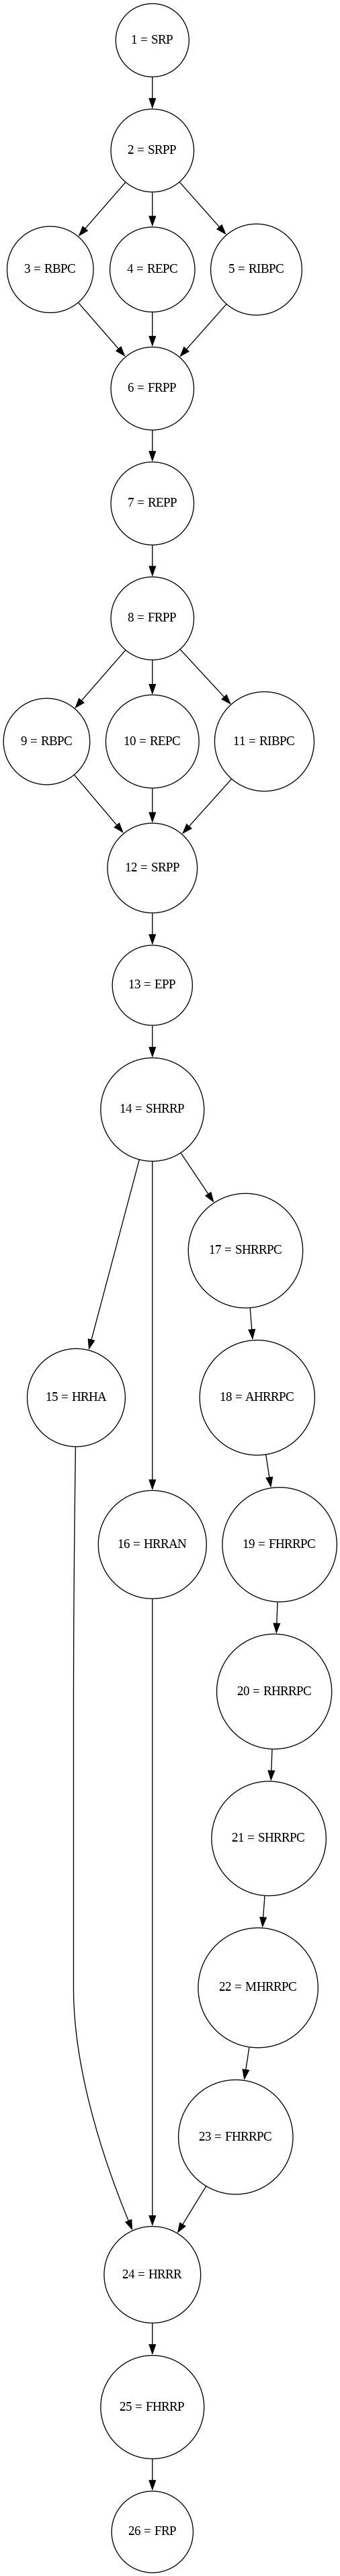 1 = SRP
2 = SRPP
3 = RBPC
4 = REPC
5 = RIBPC
6 = FRPP
7 = REPP
8 = FRPP
9 = RBPC
10 = REPC
11 = RIBPC
12 = SRPP
13 = EPP
14 = SHRRP
17 = SHRRPC
15 = HRHA
18 = AHRRPC
16 = HRRAN
19 = FHRRPC
20 = RHRRPC
21 = SHRRPC
22 = MHRRPC
23 = FHRRPC
24 = HRRR
25 = FHRRP
26 = FRP